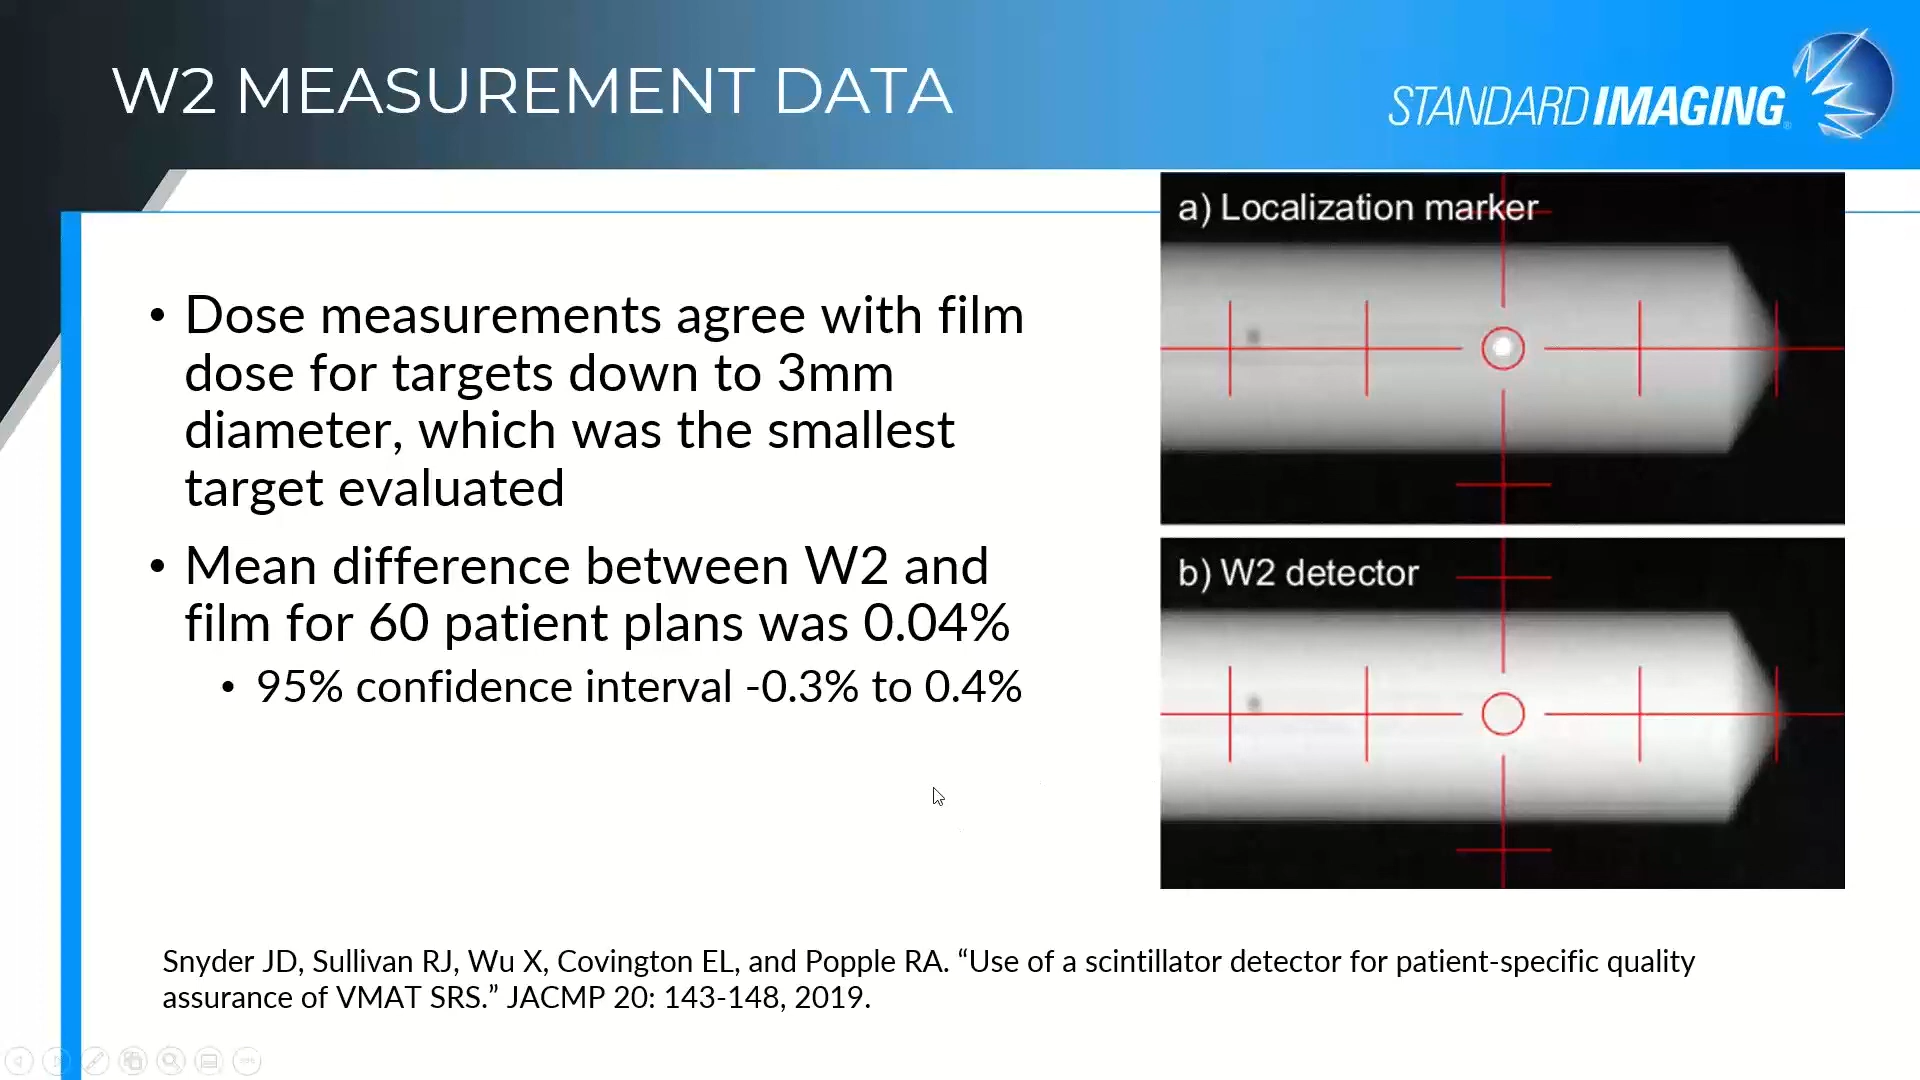 W2 MEASUREMENT DATA
STANDARD IMAGING®
• Dose measurements agree with film
dose for targets down to 3mm
diameter, which was the smallest
target evaluated
• Mean difference between W2 and
film for 60 patient plans was 0.04%
• 95% confidence interval -0.3% to 0.4%
a) Localization marker
b) W2 detector
Snyder JD, Sullivan RJ, Wu X, Covington EL, and Popple RA. “Use of a scintillator detector for patient-specific quality
assurance of VMAT SRS.” JACMP 20: 143-148, 2019.